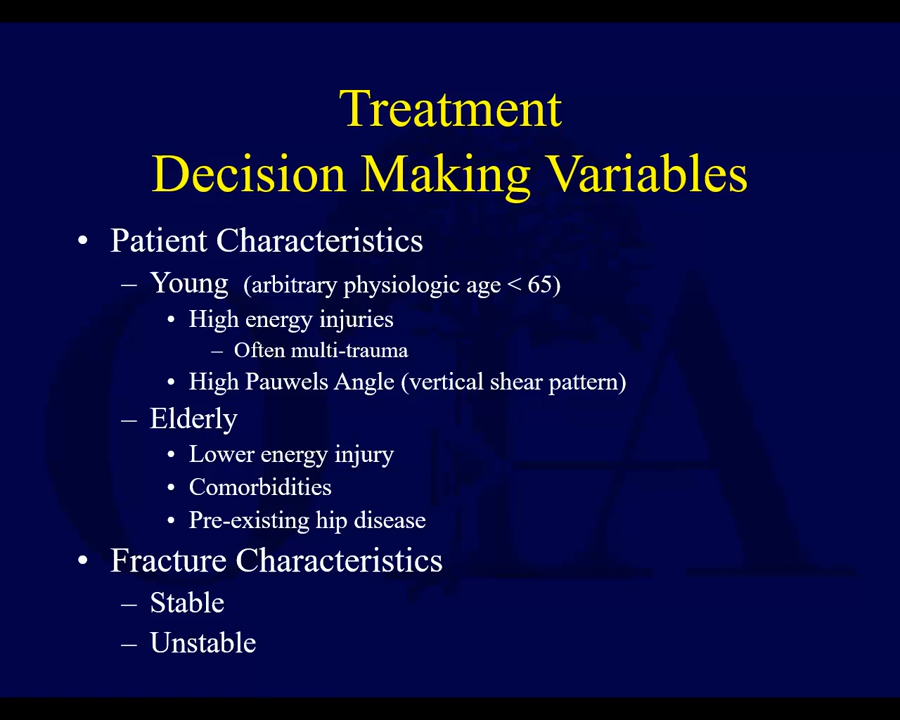 Treatment
Decision Making Variables
• Patient Characteristics
– Young (arbitrary physiologic age < 65)
• High energy injuries
– Often multi-trauma
• High Pauwels Angle (vertical shear pattern)
– Elderly
• Lower energy injury
• Comorbidities
• Pre-existing hip disease
• Fracture Characteristics
– Stable
– Unstable
OTA